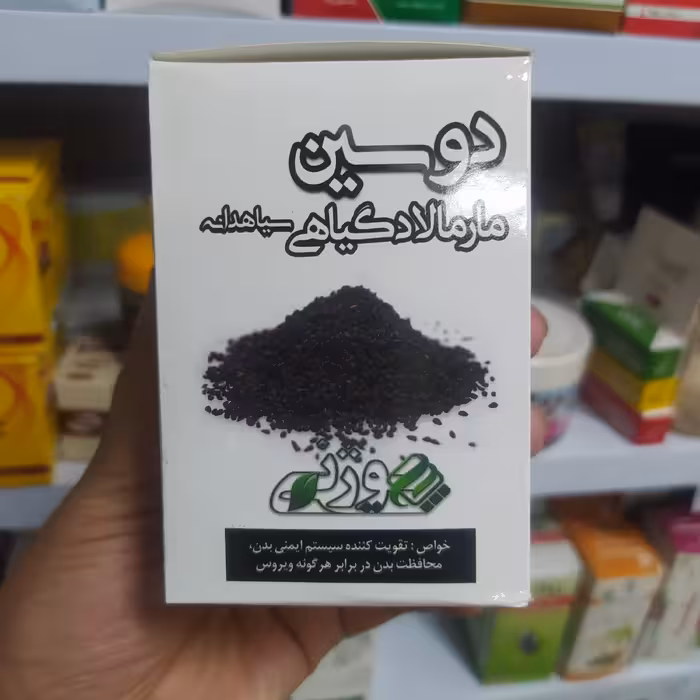 دوسین
مارمالاد گیاهی سیاهدانه
خواص : تقویت کننده سیستم ایمنی بدن،
محافظت بدن در برابر هر گونه ویروس